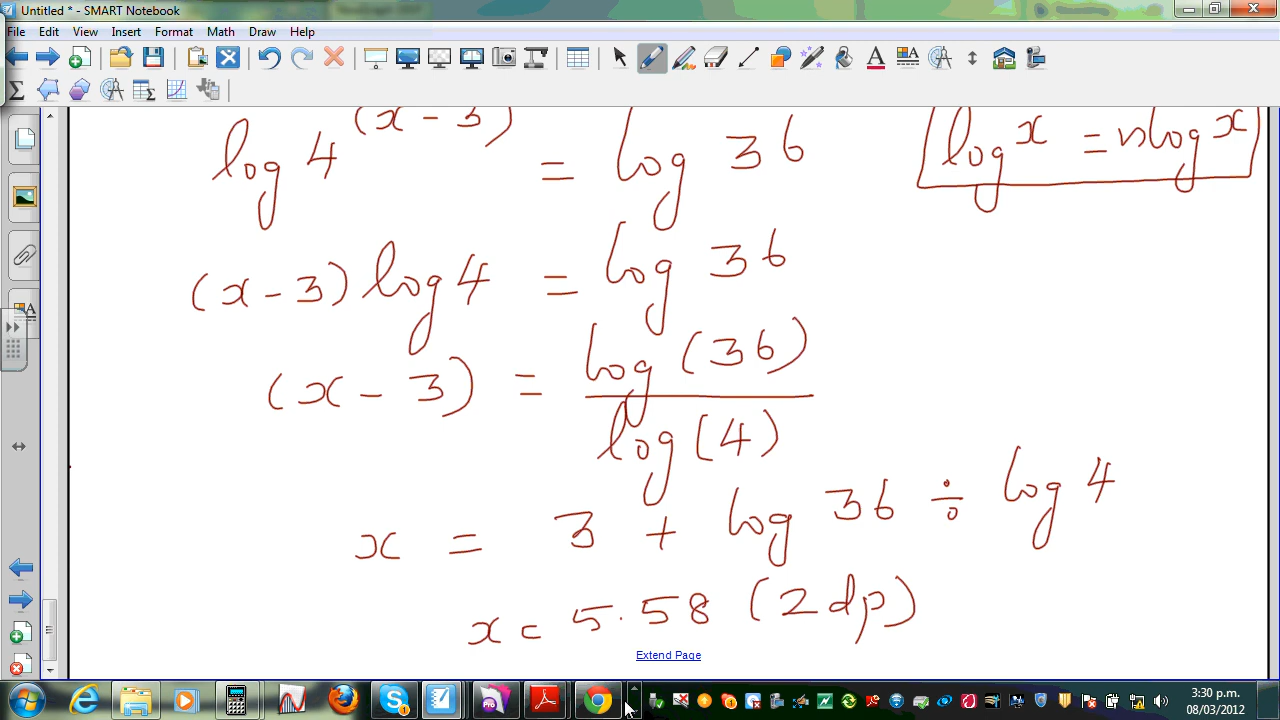 Untitled * - SMART Notebook
File Edit View Insert Format Math Draw Help
log 4^(x - 3) = log 36
log x = n log x
(x - 3) log 4 = log 36
(x - 3) = log (36) / log (4)
x = 3 + log 36 ÷ log 4
x = 5.58 (2 dp)
Extend Page
3:30 p.m.
08/03/2012